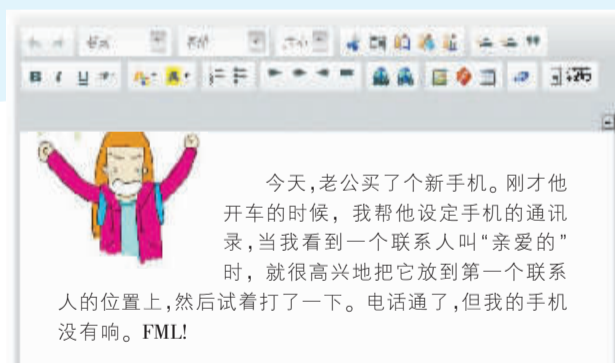 B I U
今天,老公买了个新手机。刚才他
开车的时候，我帮他设定手机的通讯
录,当我看到一个联系人叫“亲爱的”
时，就很高兴地把它放到第一个联系
人的位置上,然后试着打了一下。电话通了,但我的手机
没有响。FML!